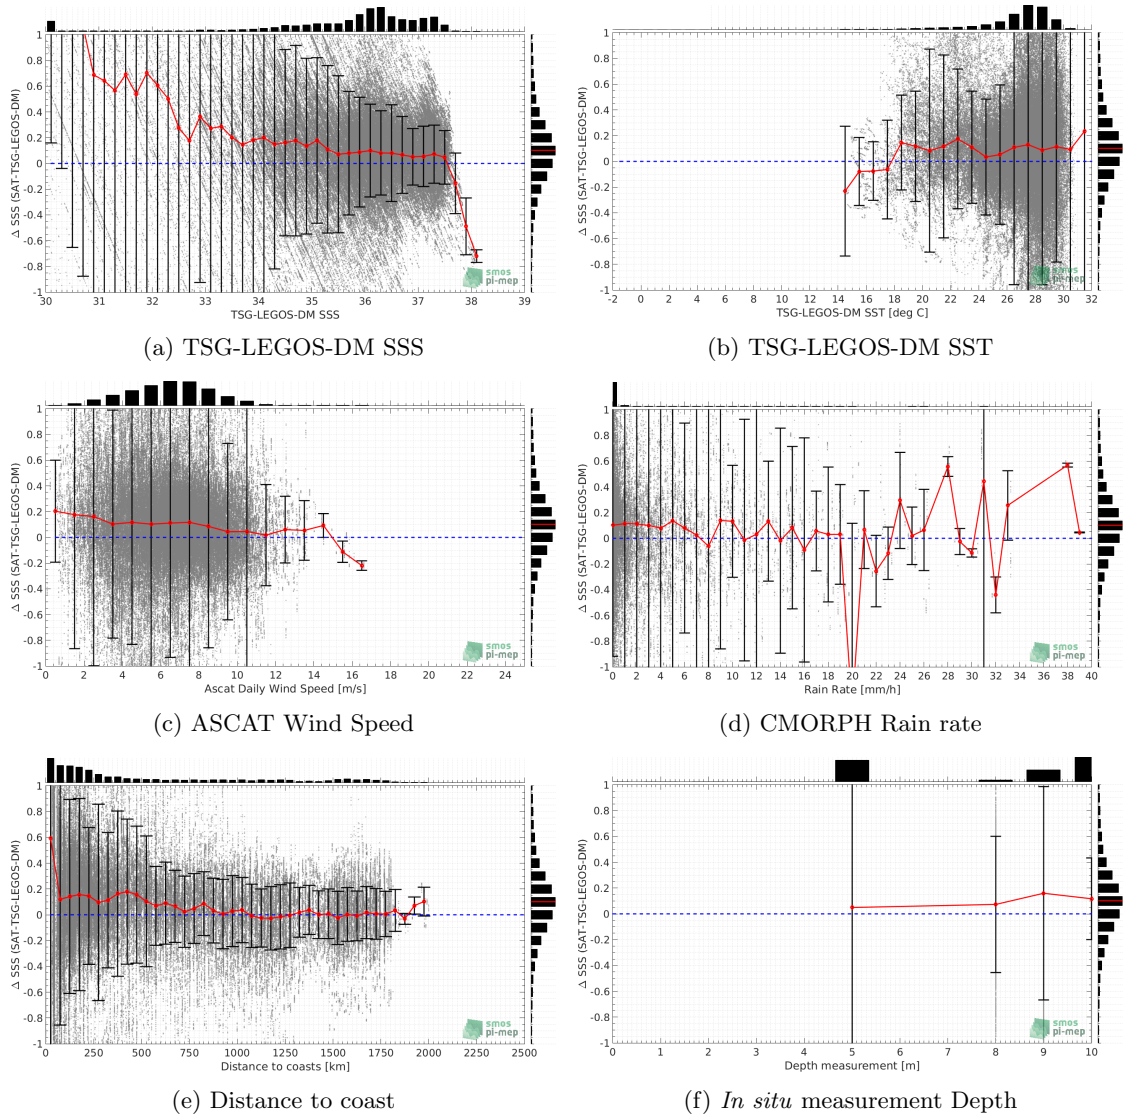 1
0.8
0.6
0.4
0.2
0
-0.2
-0.4
-0.6
-0.8
-1
Δ SSS (SAT-TSG-LEGOS-DM)
30 31 32 33 34 35 36 37 38 39
TSG-LEGOS-DM SSS
smos
pi-mep
(a) TSG-LEGOS-DM SSS
1
0.8
0.6
0.4
0.2
0
-0.2
-0.4
-0.6
-0.8
-1
Δ SSS (SAT-TSG-LEGOS-DM)
-2 0 2 4 6 8 10 12 14 16 18 20 22 24 26 28 30 32
TSG-LEGOS-DM SST [deg C]
smos
pi-mep
(b) TSG-LEGOS-DM SST
1
0.8
0.6
0.4
0.2
0
-0.2
-0.4
-0.6
-0.8
-1
Δ SSS (SAT-TSG-LEGOS-DM)
0 2 4 6 8 10 12 14 16 18 20 22 24
Ascat Daily Wind Speed [m/s]
smos
pi-mep
(c) ASCAT Wind Speed
1
0.8
0.6
0.4
0.2
0
-0.2
-0.4
-0.6
-0.8
-1
Δ SSS (SAT-TSG-LEGOS-DM)
0 2 4 6 8 10 12 14 16 18 20 22 24 26 28 30 32 34 36 38 40
Rain Rate [mm/h]
smos
pi-mep
(d) CMORPH Rain rate
1
0.8
0.6
0.4
0.2
0
-0.2
-0.4
-0.6
-0.8
-1
Δ SSS (SAT-TSG-LEGOS-DM)
0 250 500 750 1000 1250 1500 1750 2000 2250 2500
Distance to coasts [km]
smos
pi-mep
(e) Distance to coast
1
0.8
0.6
0.4
0.2
0
-0.2
-0.4
-0.6
-0.8
-1
Δ SSS (SAT-TSG-LEGOS-DM)
0 1 2 3 4 5 6 7 8 9 10
Depth measurement [m]
smos
pi-mep
(f) In situ measurement Depth